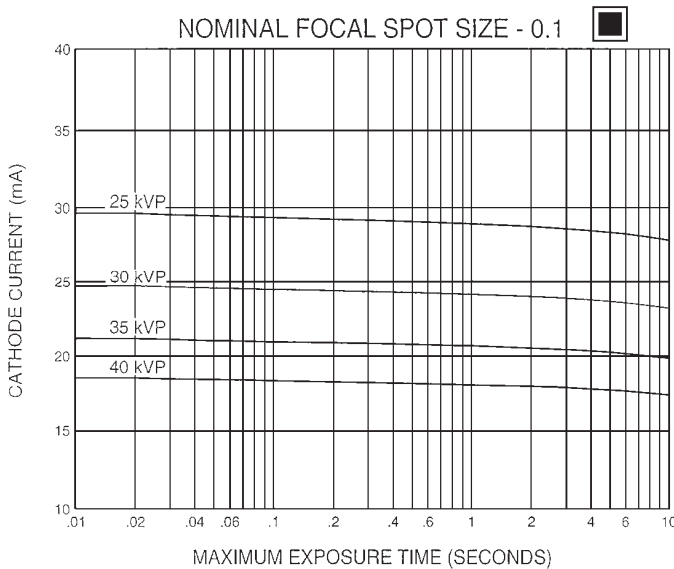 NOMINAL FOCAL SPOT SIZE - 0.1
40
35
30
25
20
15
10
CATHODE CURRENT (mA)
25 kVP
30 kVP
35 kVP
40 kVP
.01 .02 .04 .06 .1 .2 .4 .6 1 2 4 6 10
MAXIMUM EXPOSURE TIME (SECONDS)